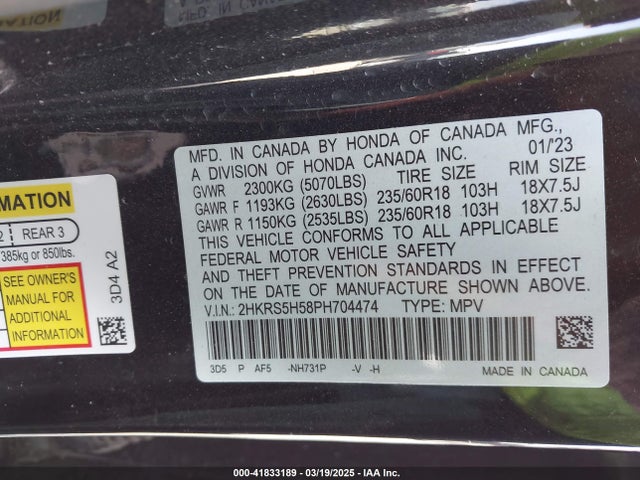 MFD. IN CANADA BY HONDA OF CANADA MFG.,
A DIVISION OF HONDA CANADA INC. 01/'23
GVWR 2300KG (5070LBS) TIRE SIZE RIM SIZE
GAWR F 1193KG (2630LBS) 235/60R18 103H 18X7.5J
GAWR R 1150KG (2535LBS) 235/60R18 103H 18X7.5J
THIS VEHICLE CONFORMS TO ALL APPLICABLE
FEDERAL MOTOR VEHICLE SAFETY
AND THEFT PREVENTION STANDARDS IN EFFECT
ON THE DATE OF MANUFACTURE SHOWN ABOVE.
V.I.N.: 2HKRS5H58PH704474 TYPE: MPV
3D5 P AF5 -NH731P -V -H MADE IN CANADA
MATION
2 REAR 3
385kg or 850lbs.
SEE OWNER'S
MANUAL FOR
ADDITIONAL
INFORMATION
3D4 A2
000-41833189 - 03/19/2025 - IAA Inc.